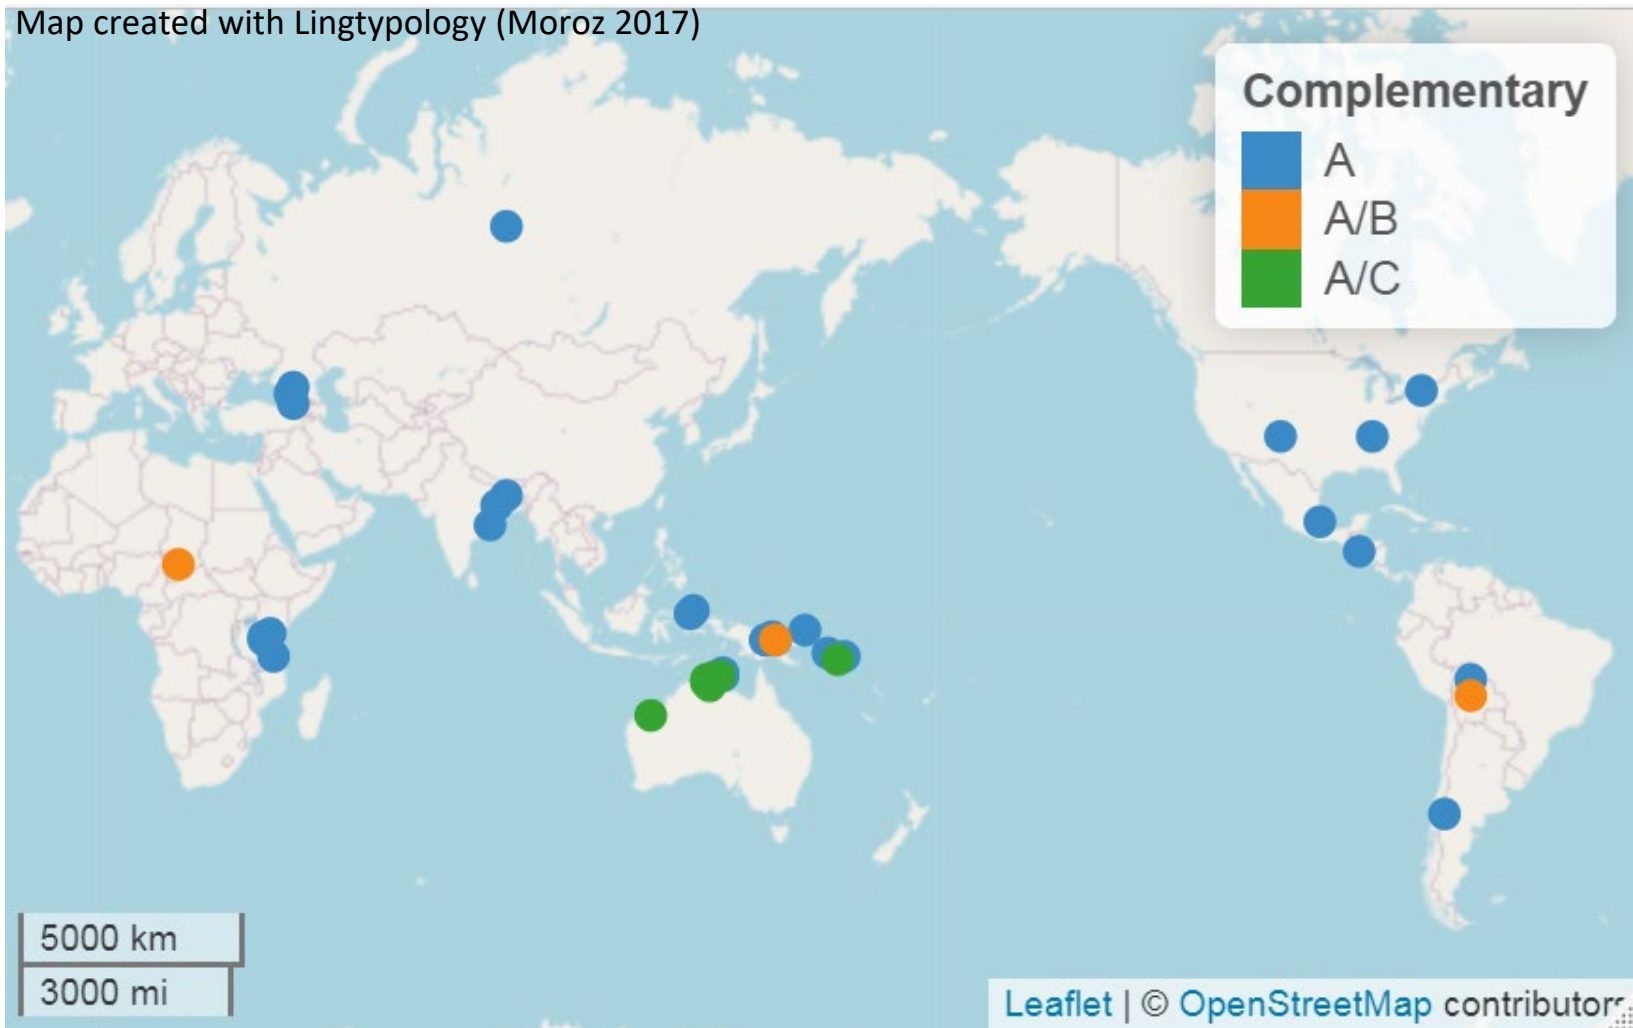 Map created with Lingtypology (Moroz 2017)
Complementary
A
A/B
A/C
5000 km
3000 mi
Leaflet | © OpenStreetMap contributors